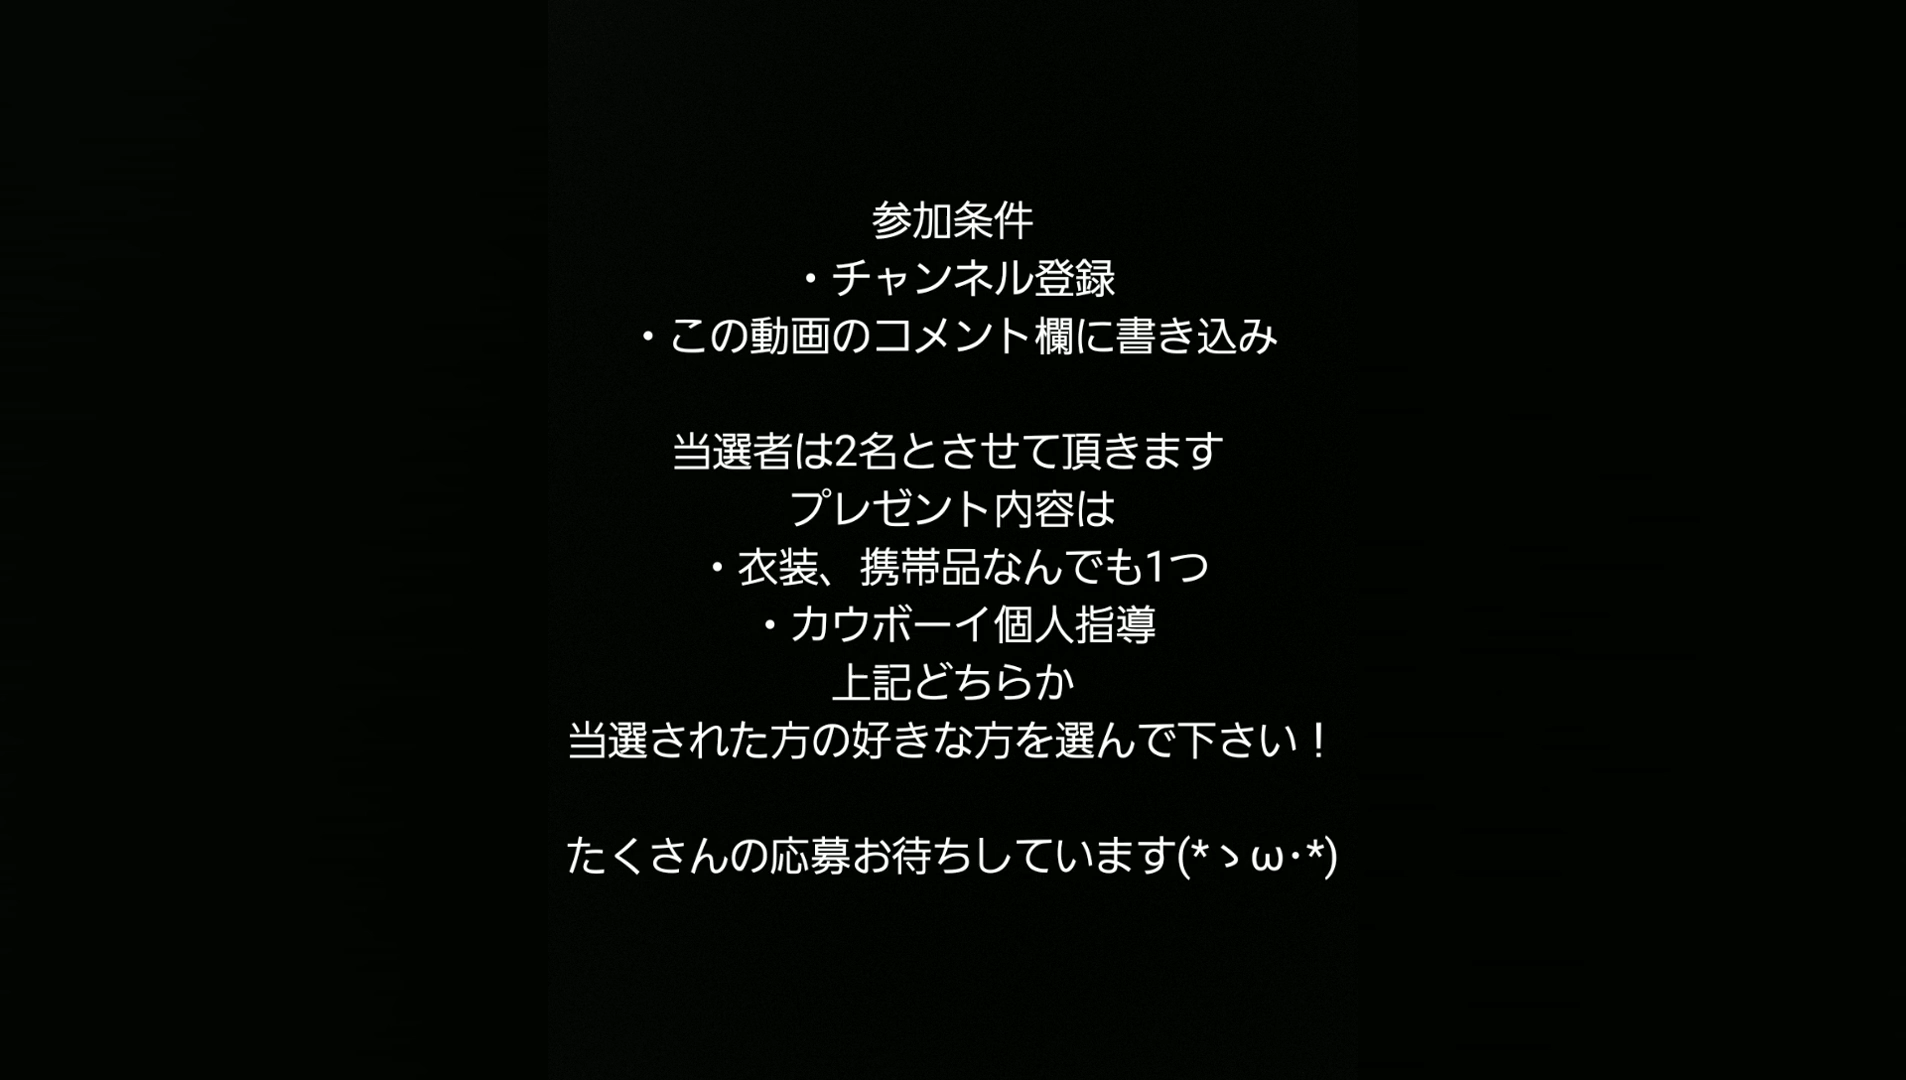 参加条件
・チャンネル登録
・この動画のコメント欄に書き込み
当選者は2名とさせて頂きます
プレゼント内容は
・衣装、携帯品なんでも1つ
・カウボーイ個人指導
上記どちらか
当選された方の好きな方を選んで下さい！
たくさんの応募お待ちしています(*ゝω･*)